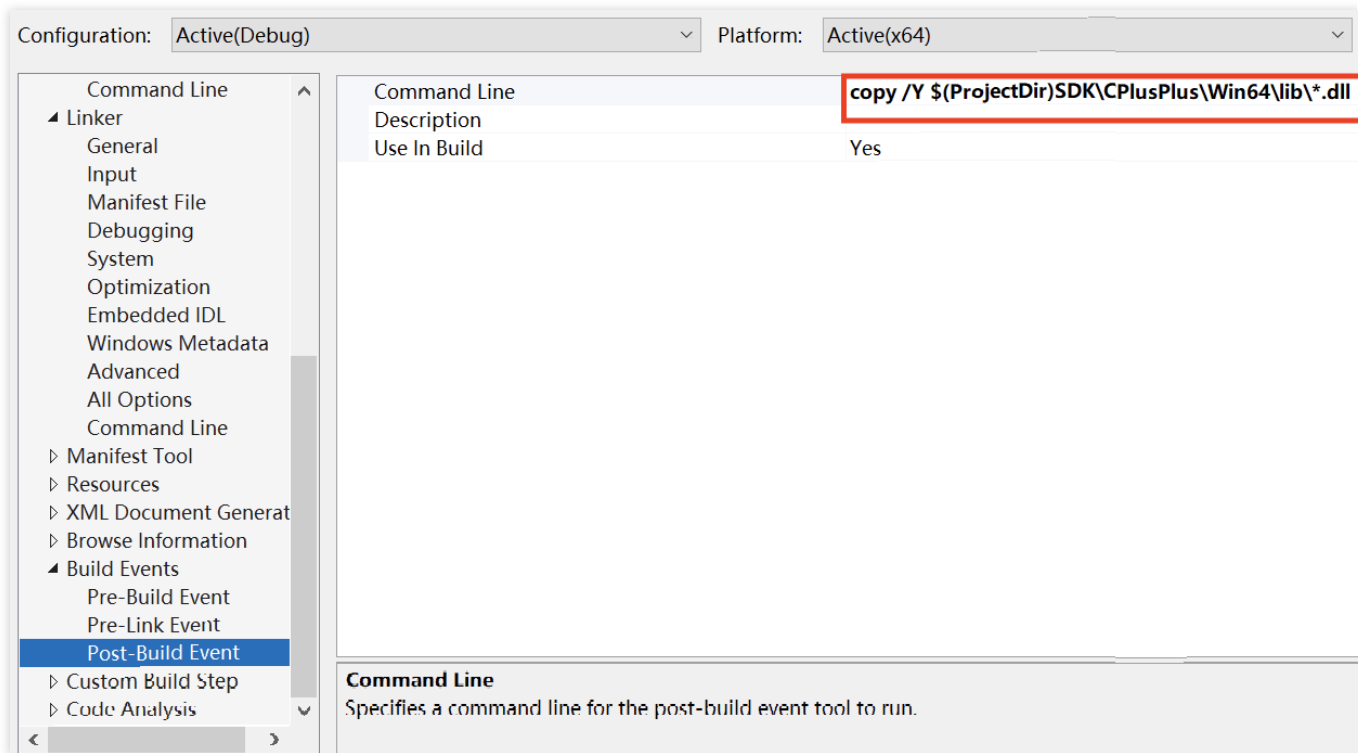 Configuration: Active(Debug) Platform: Active(x64)
Command Line
Linker
General
Input
Manifest File
Debugging
System
Optimization
Embedded IDL
Windows Metadata
Advanced
All Options
Command Line
Manifest Tool
Resources
XML Document Generat
Browse Information
Build Events
Pre-Build Event
Pre-Link Event
Post-Build Event
Custom Build Step
Code Analysis
Command Line copy /Y $(ProjectDir)SDK\CPlusPlus\Win64\lib\*.dll
Description
Use In Build Yes
Command Line
Specifies a command line for the post-build event tool to run.